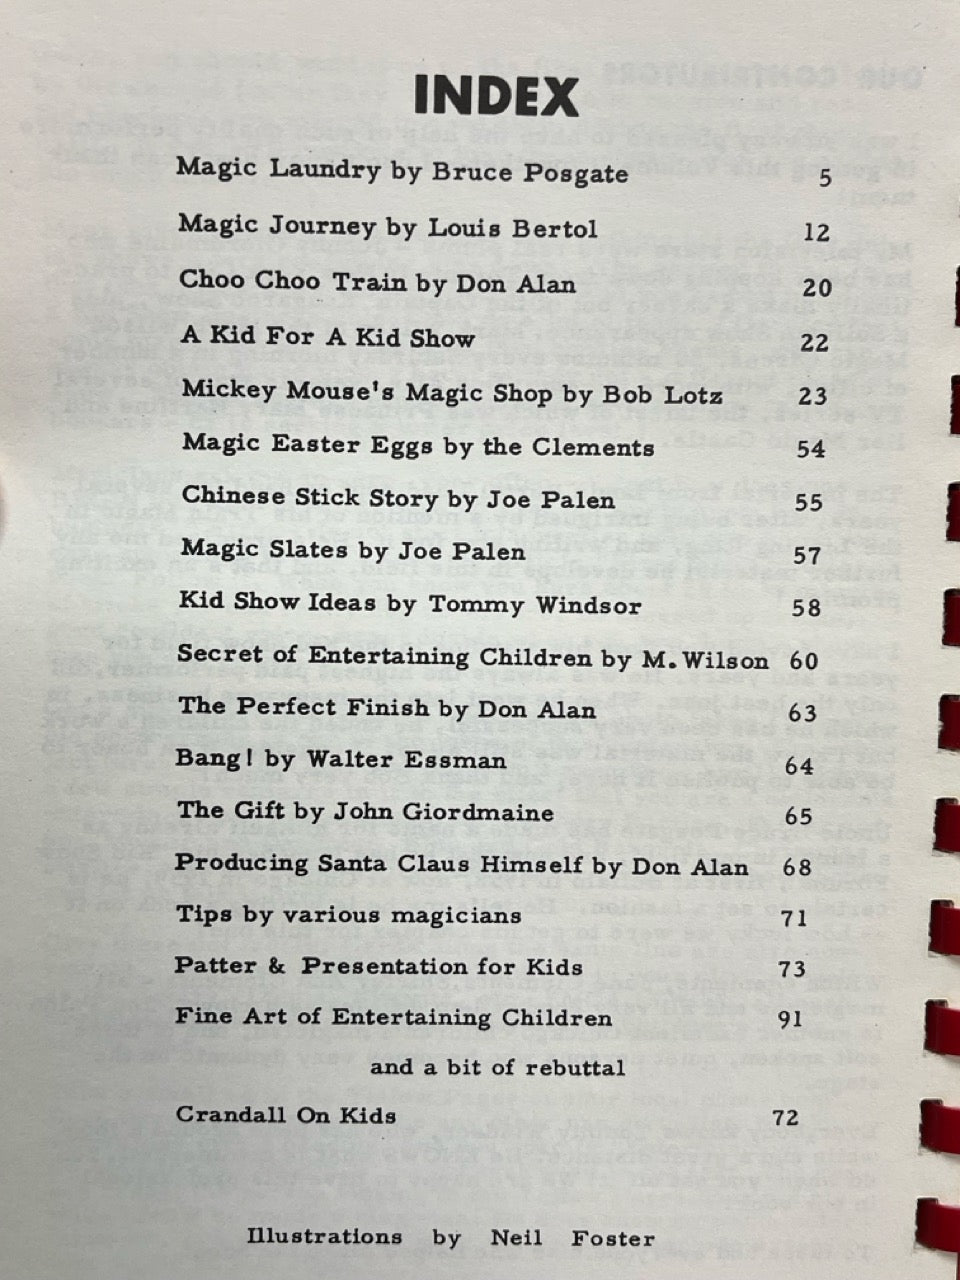 INDEX
Magic Laundry by Bruce Posgate 5
Magic Journey by Louis Bertol 12
Choo Choo Train by Don Alan 20
A Kid For A Kid Show 22
Mickey Mouse's Magic Shop by Bob Lotz 23
Magic Easter Eggs by the Clements 54
Chinese Stick Story by Joe Palen 55
Magic Slates by Joe Palen 57
Kid Show Ideas by Tommy Windsor 58
Secret of Entertaining Children by M. Wilson 60
The Perfect Finish by Don Alan 63
Bang! by Walter Essman 64
The Gift by John Giordmaine 65
Producing Santa Claus Himself by Don Alan 68
Tips by various magicians 71
Patter & Presentation for Kids 73
Fine Art of Entertaining Children 91
and a bit of rebuttal
Crandall On Kids 72
Illustrations by Neil Foster